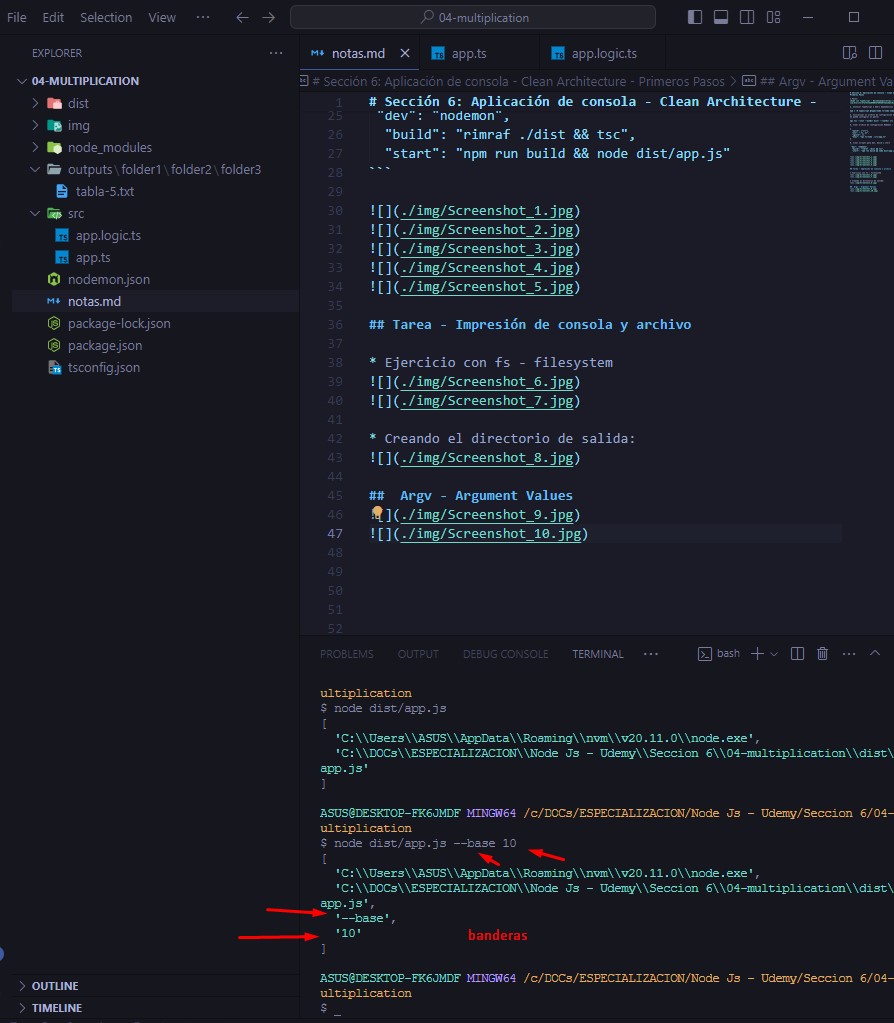 File Edit Selection View ··· 04-multiplication
EXPLORER ···
04-MULTIPLICATION
dist
img
node_modules
outputs\folder1\folder2\folder3
tabla-5.txt
src
app.logic.ts
app.ts
nodemon.json
notas.md
package-lock.json
package.json
tsconfig.json
OUTLINE
TIMELINE
notas.md app.ts app.logic.ts
# Sección 6: Aplicación de consola - Clean Architecture - Primeros Pasos > ## Argv - Argument Va
1 # Sección 6: Aplicación de consola - Clean Architecture -
25 "dev": "nodemon",
26 "build": "rimraf ./dist && tsc",
27 "start": "npm run build && node dist/app.js"
28 ```
29
30 ![](./img/Screenshot_1.jpg)
31 ![](./img/Screenshot_2.jpg)
32 ![](./img/Screenshot_3.jpg)
33 ![](./img/Screenshot_4.jpg)
34 ![](./img/Screenshot_5.jpg)
35
36 ## Tarea - Impresión de consola y archivo
37
38 * Ejercicio con fs - filesystem
39 ![](./img/Screenshot_6.jpg)
40 ![](./img/Screenshot_7.jpg)
41
42 * Creando el directorio de salida:
43 ![](./img/Screenshot_8.jpg)
44
45 ##  Argv - Argument Values
46 ![](./img/Screenshot_9.jpg)
47 ![](./img/Screenshot_10.jpg)
48
49
50
51
52
PROBLEMS OUTPUT DEBUG CONSOLE TERMINAL ··· bash
ultiplication
$ node dist/app.js
[
'C:\\Users\\ASUS\\AppData\\Roaming\\nvm\\v20.11.0\\node.exe',
'C:\\DOCs\\ESPECIALIZACION\\Node Js - Udemy\\Seccion 6\\04-multiplication\\dist\
app.js'
]
ASUS@DESKTOP-FK6JMDF MINGW64 /c/DOCs/ESPECIALIZACION/Node Js - Udemy/Seccion 6/04-
ultiplication
$ node dist/app.js --base 10
[
'C:\\Users\\ASUS\\AppData\\Roaming\\nvm\\v20.11.0\\node.exe',
'C:\\DOCs\\ESPECIALIZACION\\Node Js - Udemy\\Seccion 6\\04-multiplication\\dist\
app.js',
'--base',
'10' banderas
]
ASUS@DESKTOP-FK6JMDF MINGW64 /c/DOCs/ESPECIALIZACION/Node Js - Udemy/Seccion 6/04-
ultiplication
$ _